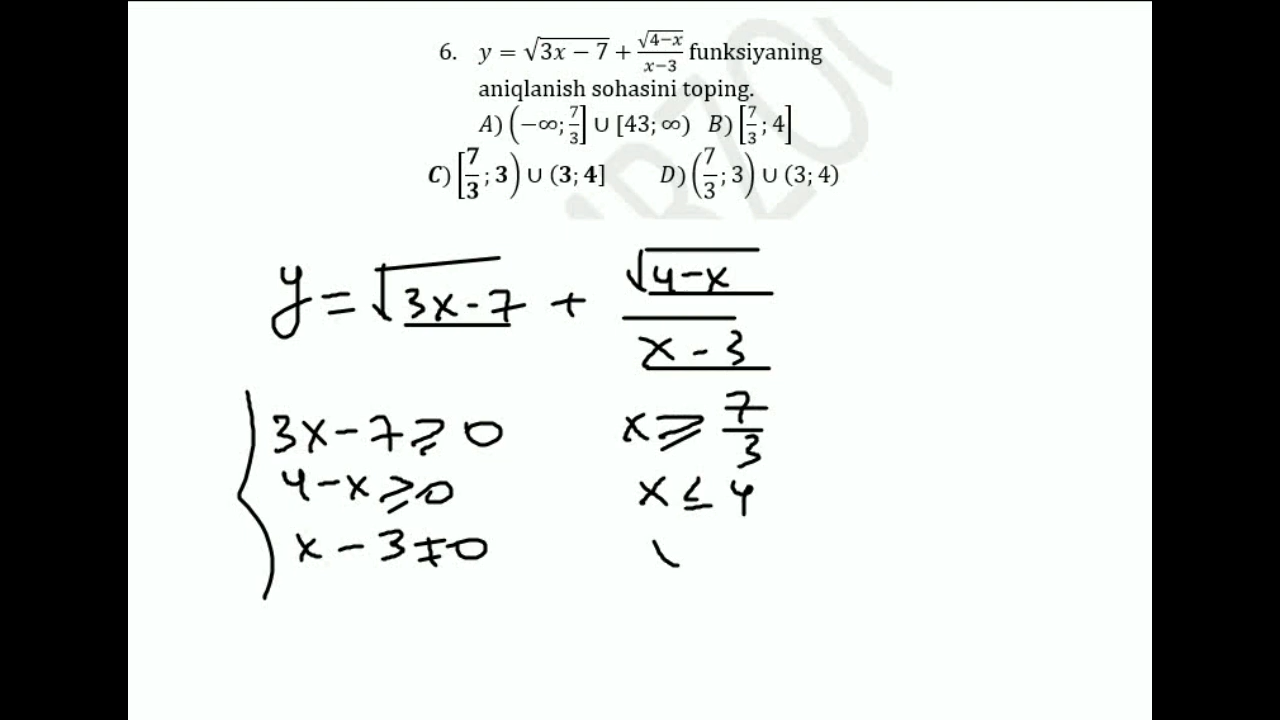 6. y = √(3x − 7) + √(4−x)/(x−3) funksiyaning
aniqlanish sohasini toping.
A) (−∞; 7/3] ∪ [43; ∞) B) [7/3; 4]
C) [7/3; 3) ∪ (3; 4] D) (7/3; 3) ∪ (3; 4)
y = √(3x - 7) + √(4-x)/(x - 3)
3x - 7 ⩾ 0 x ⩾ 7/3
4 - x ⩾ 0 x ≤ 4
x - 3 ≠ 0